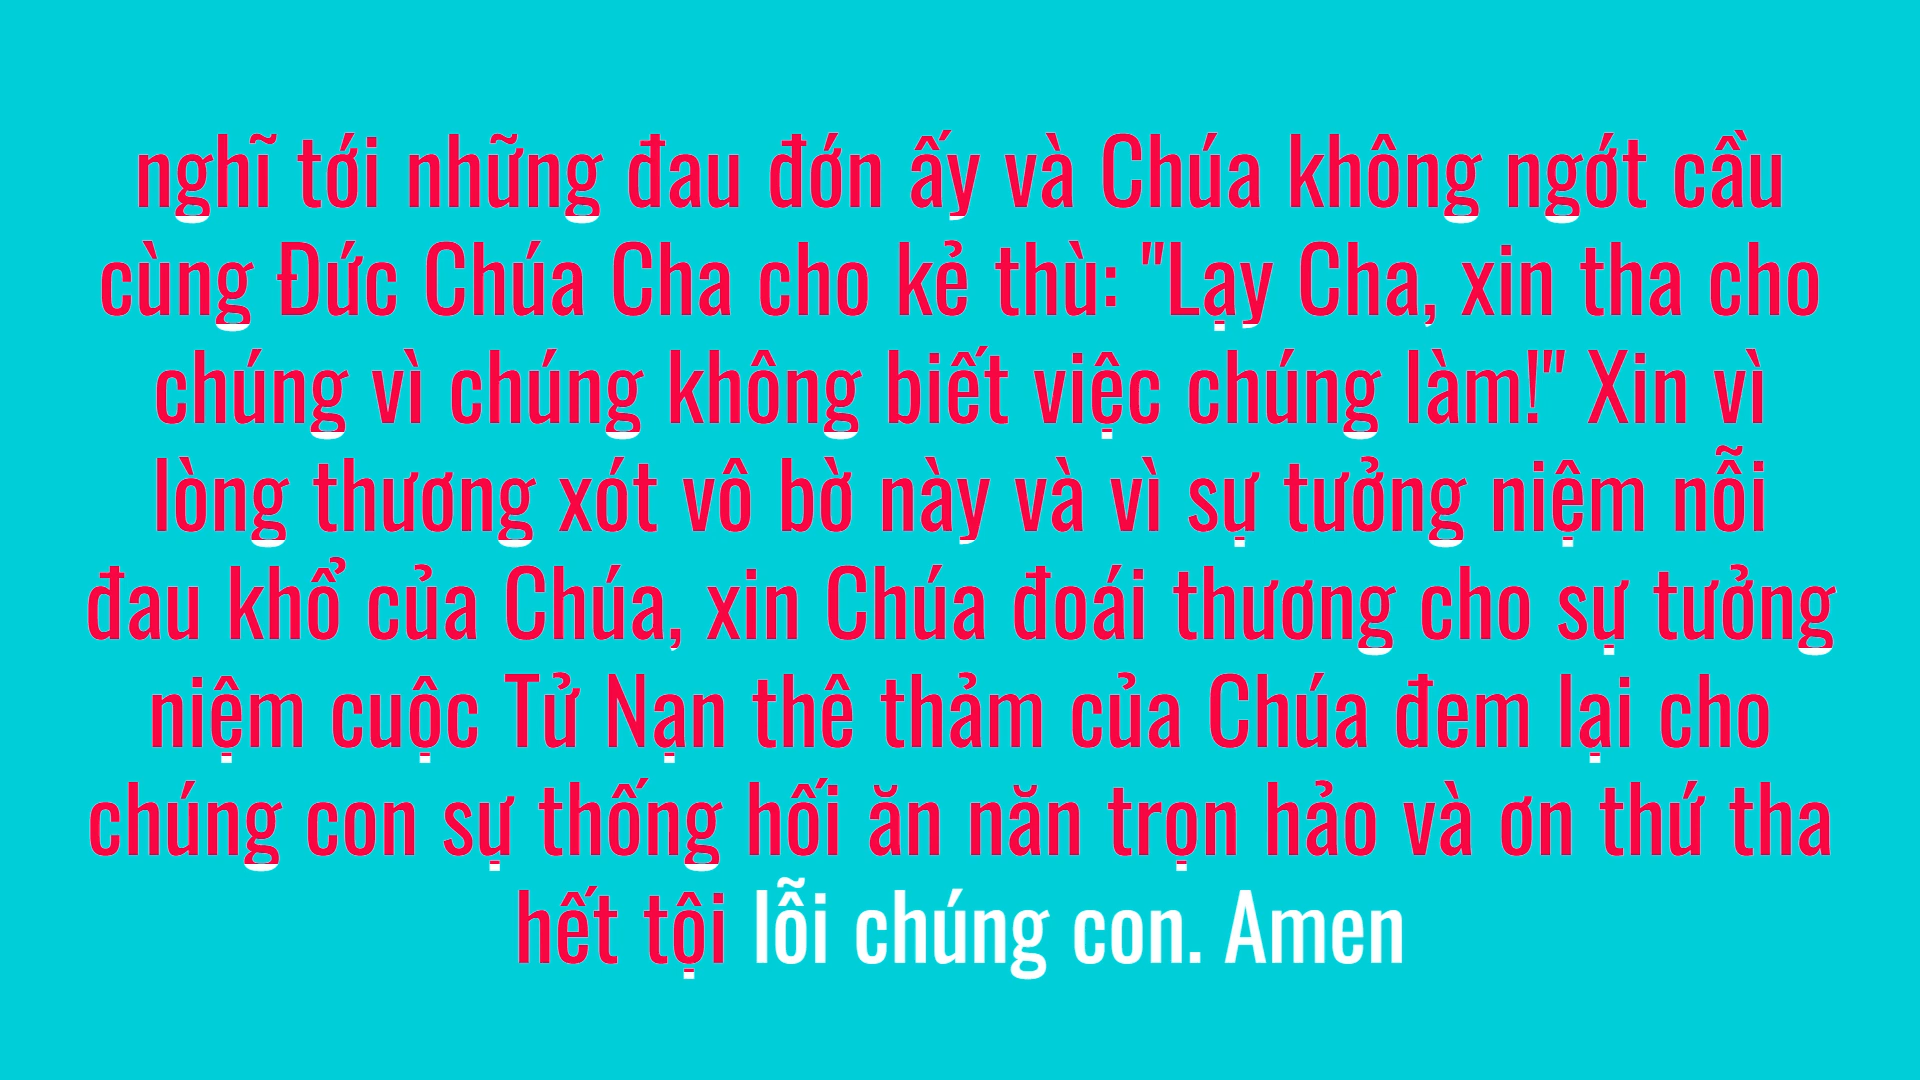 nghĩ tới những đau đớn ấy và Chúa không ngớt cầu
cùng Đức Chúa Cha cho kẻ thù: "Lạy Cha, xin tha cho
chúng vì chúng không biết việc chúng làm!" Xin vì
lòng thương xót vô bờ này và vì sự tưởng niệm nỗi
đau khổ của Chúa, xin Chúa đoái thương cho sự tưởng
niệm cuộc Tử Nạn thê thảm của Chúa đem lại cho
chúng con sự thống hối ăn năn trọn hảo và ơn thứ tha
hết tội lỗi chúng con. Amen